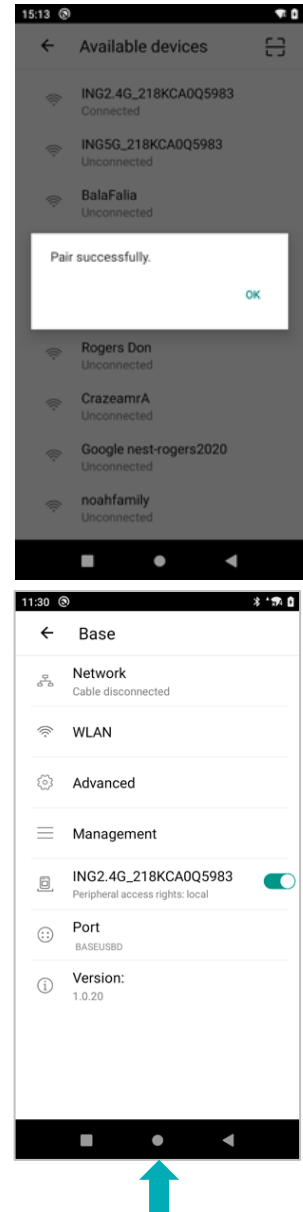 15:13
Available devices
ING2.4G_218KCA0Q5983
Connected
ING5G_218KCA0Q5983
Unconnected
BalaFalia
Unconnected
Pair successfully.
OK
Rogers Don
Unconnected
CrazeamrA
Unconnected
Google nest-rogers2020
Unconnected
noahfamily
Unconnected
11:30
Base
Network
Cable disconnected
WLAN
Advanced
Management
ING2.4G_218KCA0Q5983
Peripheral access rights: local
Port
BASEUSBD
Version:
1.0.20